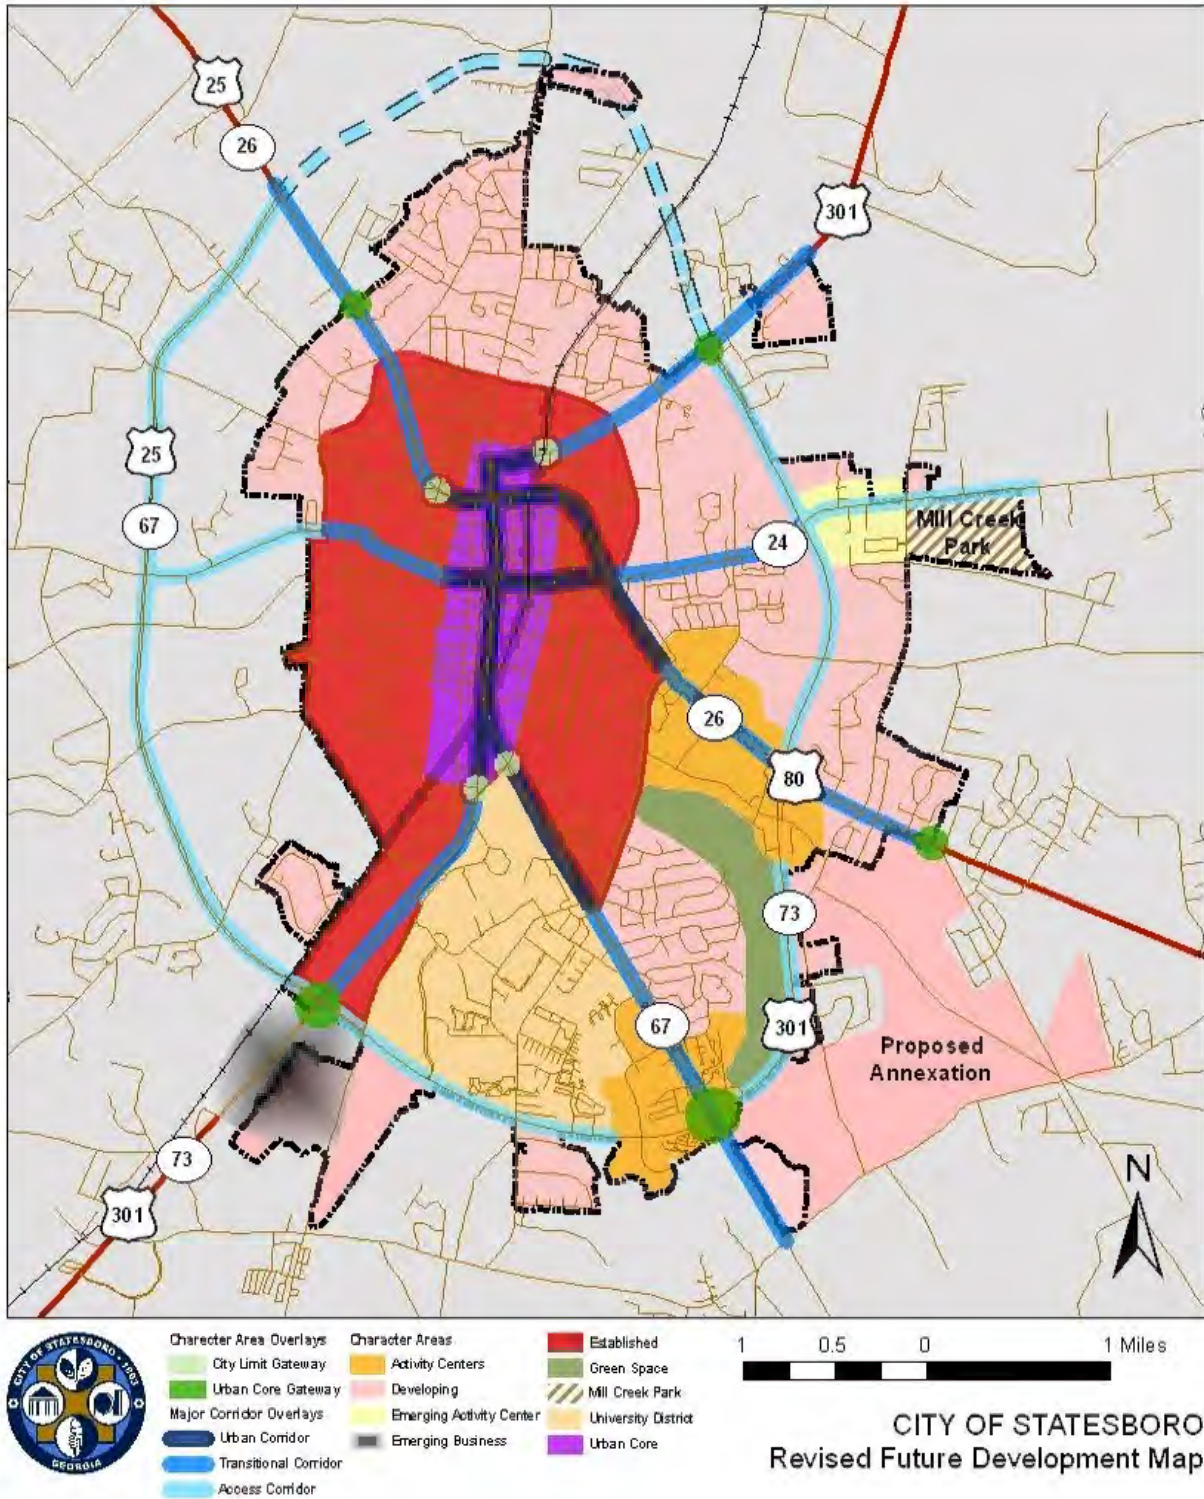 25
26
301
25
67
Mill Creek
Park
24
26
80
73
67
301
Proposed
Annexation
73
301
N
CITY OF STATESBORO • 1803
GEORGIA
Charecter Area Overlays
City Limit Gateway
Urban Core Gateway
Major Corridor Overlays
Urban Corridor
Transitional Corridor
Access Corridor
Character Areas
Activity Centers
Developing
Emerging Activity Center
Emerging Business
Established
Green Space
Mill Creek Park
University District
Urban Core
1 0.5 0 1 Miles
CITY OF STATESBORO
Revised Future Development Map